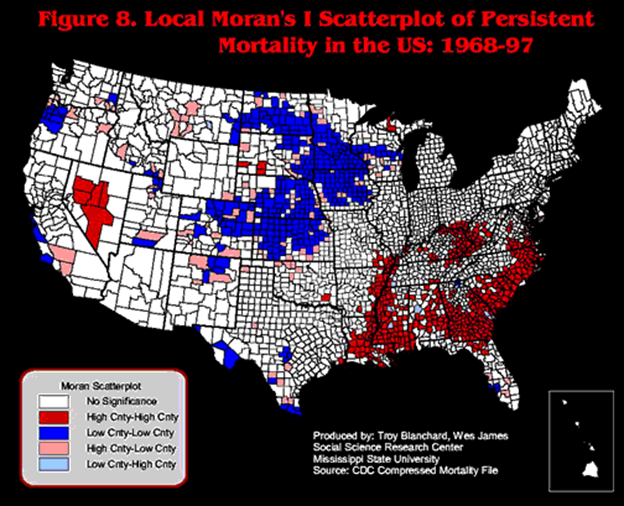 Figure 8. Local Moran's I Scatterplot of Persistent
Mortality in the US: 1968-97
Moran Scatterplot
No Significance
High Cnty-High Cnty
Low Cnty-Low Cnty
High Cnty-Low Cnty
Low Cnty-High Cnty
Produced by: Troy Blanchard, Wes James
Social Science Research Center
Mississippi State University
Source: CDC Compressed Mortality File